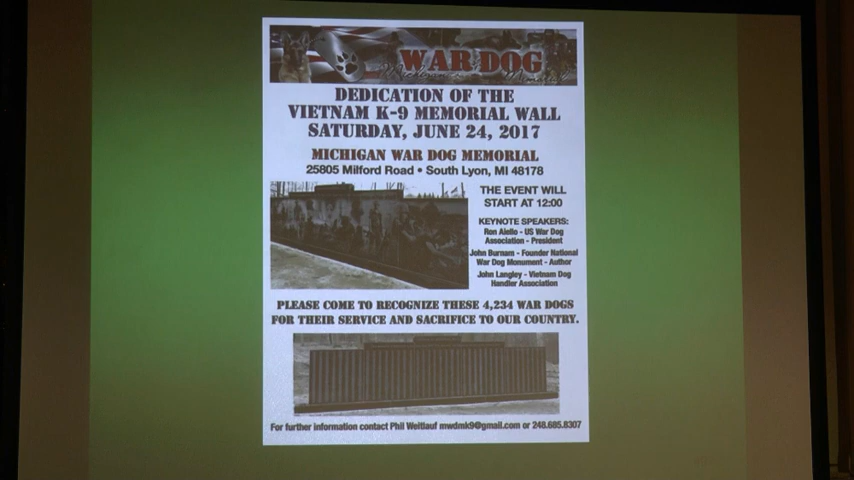 WAR DOG
DEDICATION OF THE
VIETNAM K-9 MEMORIAL WALL
SATURDAY, JUNE 24, 2017
MICHIGAN WAR DOG MEMORIAL
25805 Milford Road • South Lyon, MI 48178
THE EVENT WILL
START AT 12:00
KEYNOTE SPEAKERS:
Ron Aiello - US War Dog
Association - President
John Burnam - Founder National
War Dog Monument - Author
John Langley - Vietnam Dog
Handler Association
PLEASE COME TO RECOGNIZE THESE 4,234 WAR DOGS
FOR THEIR SERVICE AND SACRIFICE TO OUR COUNTRY.
For further information contact Phil Weitlauf mwdmk9@gmail.com or 248.685.8307